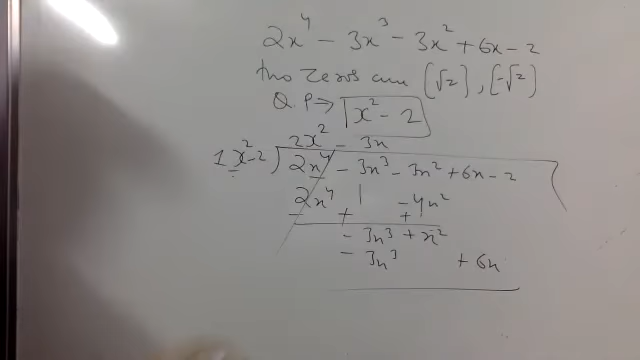 2x⁴ - 3x³ - 3x² + 6x - 2
two zeros are (√2), (-√2)
Q P → x² - 2
2x² - 3x
1x²-2 ) 2x⁴ - 3x³ - 3x² + 6x - 2
2x⁴ - 4x²
- + +
- 3x³ + x²
- 3x³ + 6x